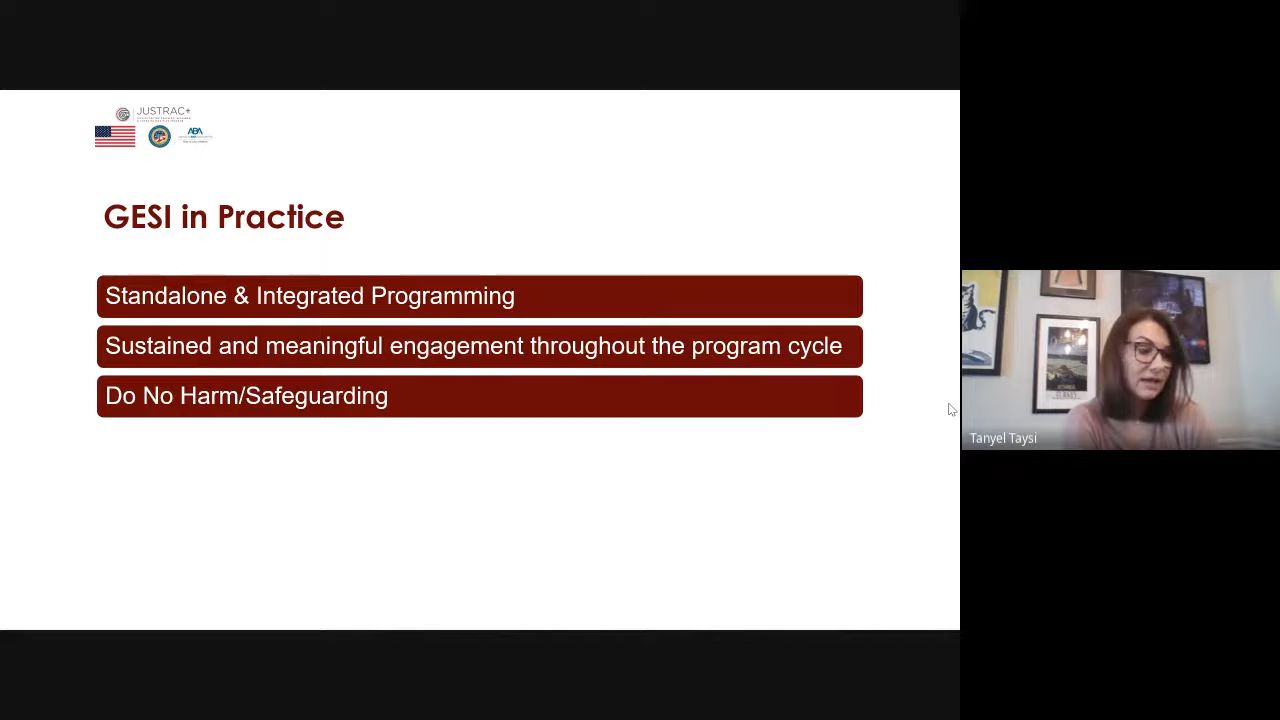 JUSTRAC+
ABA
GESI in Practice
Standalone & Integrated Programming
Sustained and meaningful engagement throughout the program cycle
Do No Harm/Safeguarding
Tanyel Taysi